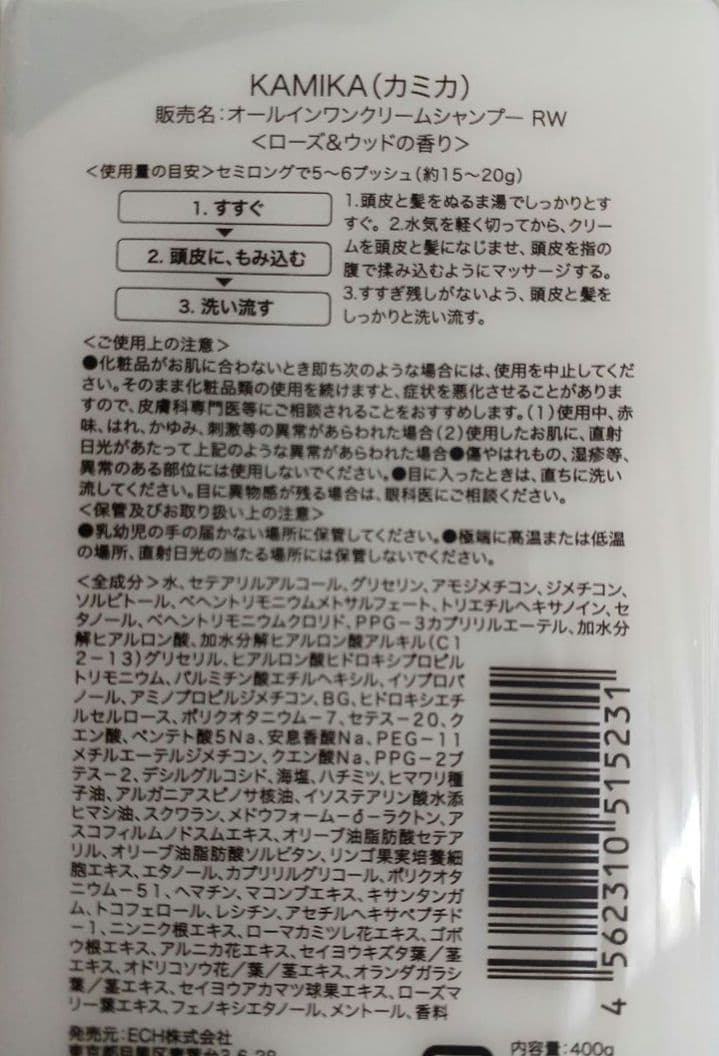 KAMIKA(カミカ)
販売名:オールインワンクリームシャンプー RW
<ローズ&ウッドの香り>
<使用量の目安>セミロングで5〜6プッシュ(約15〜20g)
1. すすぐ
2. 頭皮に、もみ込む
3. 洗い流す
1.頭皮と髪をぬるま湯でしっかりとす
すぐ。2.水気を軽く切ってから、クリー
ムを頭皮と髪になじませ、頭皮を指の
腹で揉み込むようにマッサージする。
3.すすぎ残しがないよう、頭皮と髪を
しっかりと洗い流す。
<ご使用上の注意>
●化粧品がお肌に合わないとき即ち次のような場合には、使用を中止してくだ
さい。そのまま化粧品類の使用を続けますと、症状を悪化させることがありま
すので、皮膚科専門医等にご相談されることをおすすめします。(1)使用中、赤
味、はれ、かゆみ、刺激等の異常があらわれた場合(2)使用したお肌に、直射
日光があたって上記のような異常があらわれた場合●傷やはれもの、湿疹等、
異常のある部位には使用しないでください。●目に入ったときは、直ちに洗い
流してください。目に異物感が残る場合は、眼科医にご相談ください。
<保管及びお取り扱い上の注意>
●乳幼児の手の届かない場所に保管してください。●極端に高温または低温
の場所、直射日光の当たる場所には保管しないでください。
<全成分>水、セテアリルアルコール、グリセリン、アモジメチコン、ジメチコン、
ソルビトール、ベヘントリモニウムメトサルフェート、トリエチルヘキサノイン、セ
タノール、ベヘントリモニウムクロリド、PPG-3カプリリルエーテル、加水分
解ヒアルロン酸、加水分解ヒアルロン酸アルキル(C1
2-13)グリセリル、ヒアルロン酸ヒドロキシプロピル
トリモニウム、パルミチン酸エチルヘキシル、イソプロパ
ノール、アミノプロピルジメチコン、BG、ヒドロキシエチ
ルセルロース、ポリクオタニウム-7、セテス-20、ク
エン酸、ペンテト酸5Na、安息香酸Na、PEG-11
メチルエーテルジメチコン、クエン酸Na、PPG-2ブ
テス-2、デシルグルコシド、海塩、ハチミツ、ヒマワリ種
子油、アルガニアスピノサ核油、イソステアリン酸水添
ヒマシ油、スクワラン、メドウフォーム-δ-ラクトン、ア
スコフィルムノドスムエキス、オリーブ油脂肪酸セテア
リル、オリーブ油脂肪酸ソルビタン、リンゴ果実培養細
胞エキス、エタノール、カプリリルグリコール、ポリクオタ
ニウム-51、ヘマチン、マコンブエキス、キサンタンガ
ム、トコフェロール、レシチン、アセチルヘキサペプチド
-1、ニンニク根エキス、ローマカミツレ花エキス、ゴボ
ウ根エキス、アルニカ花エキス、セイヨウキズタ葉/茎
エキス、オドリコソウ花/葉/茎エキス、オランダガラシ
葉/茎エキス、セイヨウアカマツ球果エキス、ローズマ
リー葉エキス、フェノキシエタノール、メントール、香料
4 562310 515231
発売元:ECH株式会社
内容量:400g